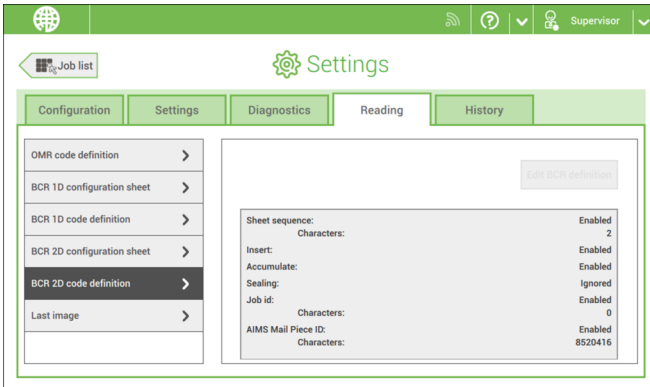 ?
Supervisor
Job list
Settings
Configuration
Settings
Diagnostics
Reading
History
OMR code definition
BCR 1D configuration sheet
BCR 1D code definition
BCR 2D configuration sheet
BCR 2D code definition
Last image
Edit BCR definition
Sheet sequence: Enabled
Characters: 2
Insert: Enabled
Accumulate: Enabled
Sealing: Ignored
Job id: Enabled
Characters: 0
AIMS Mail Piece ID: Enabled
Characters: 8520416